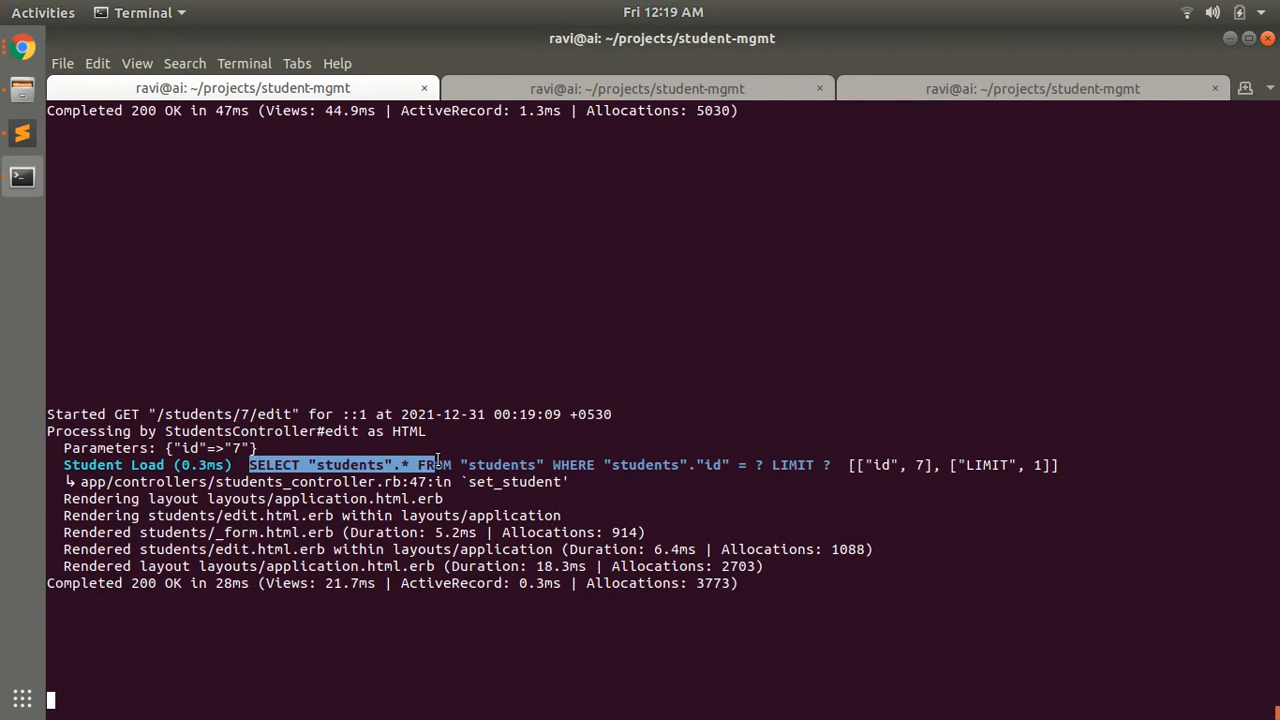 Activities Terminal Fri 12:19 AM
ravi@ai: ~/projects/student-mgmt
File Edit View Search Terminal Tabs Help
ravi@ai: ~/projects/student-mgmt × ravi@ai: ~/projects/student-mgmt × ravi@ai: ~/projects/student-mgmt ×
Completed 200 OK in 47ms (Views: 44.9ms | ActiveRecord: 1.3ms | Allocations: 5030)
Started GET "/students/7/edit" for ::1 at 2021-12-31 00:19:09 +0530
Processing by StudentsController#edit as HTML
Parameters: {"id"=>"7"}
Student Load (0.3ms) SELECT "students".* FROM "students" WHERE "students"."id" = ? LIMIT ? [["id", 7], ["LIMIT", 1]]
↳ app/controllers/students_controller.rb:47:in `set_student'
Rendering layout layouts/application.html.erb
Rendering students/edit.html.erb within layouts/application
Rendered students/_form.html.erb (Duration: 5.2ms | Allocations: 914)
Rendered students/edit.html.erb within layouts/application (Duration: 6.4ms | Allocations: 1088)
Rendered layout layouts/application.html.erb (Duration: 18.3ms | Allocations: 2703)
Completed 200 OK in 28ms (Views: 21.7ms | ActiveRecord: 0.3ms | Allocations: 3773)